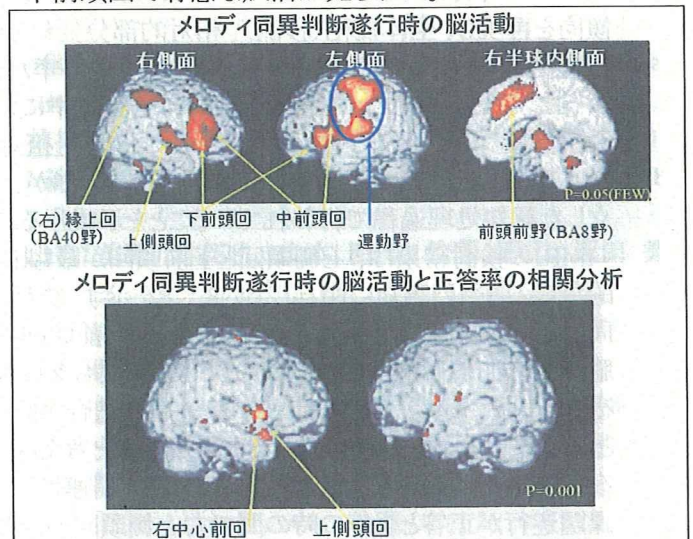 メロディ同異判断遂行時の脳活動
右側面 左側面 右半球内側面
P=0.05(FEW)
(右)縁上回 下前頭回 中前頭回 前頭前野(BA8野)
(BA40野) 上側頭回 運動野
メロディ同異判断遂行時の脳活動と正答率の相関分析
P=0.001
右中心前回 上側頭回